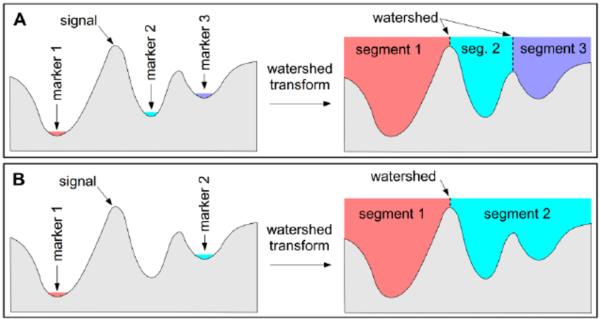 A
signal
marker 1
marker 2
marker 3
watershed
transform
watershed
segment 1
seg. 2
segment 3
B
signal
marker 1
marker 2
watershed
transform
watershed
segment 1
segment 2